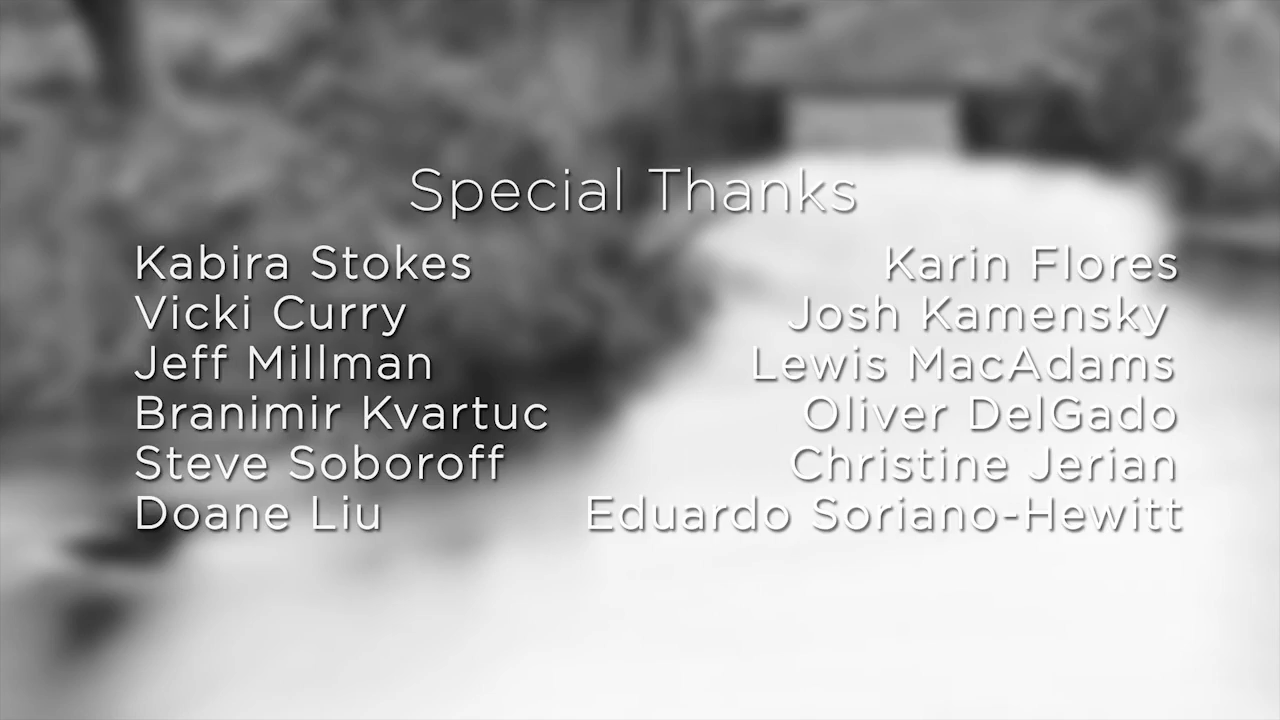 Special Thanks
Kabira Stokes
Vicki Curry
Jeff Millman
Branimir Kvartuc
Steve Soboroff
Doane Liu
Karin Flores
Josh Kamensky
Lewis MacAdams
Oliver DelGado
Christine Jerian
Eduardo Soriano-Hewitt